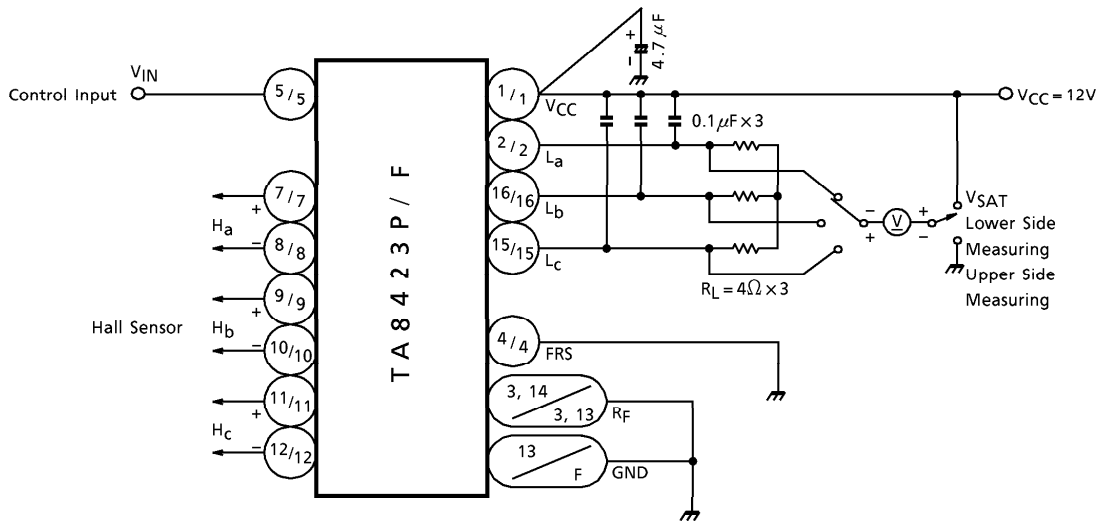 +
−
4.7 μF
Control Input
VIN
5/5
1/1
VCC
VCC = 12V
0.1μF×3
2/2
La
TA8423P/F
7/7
+
Ha
−
8/8
16/16
Lb
15/15
Lc
RL = 4Ω × 3
−
+
V
+
−
VSAT
Lower Side
Measuring
Upper Side
Measuring
9/9
+
Hall Sensor
Hb
−
10/10
4/4
FRS
11/11
+
Hc
−
12/12
3, 14
3, 13
RF
13
F
GND